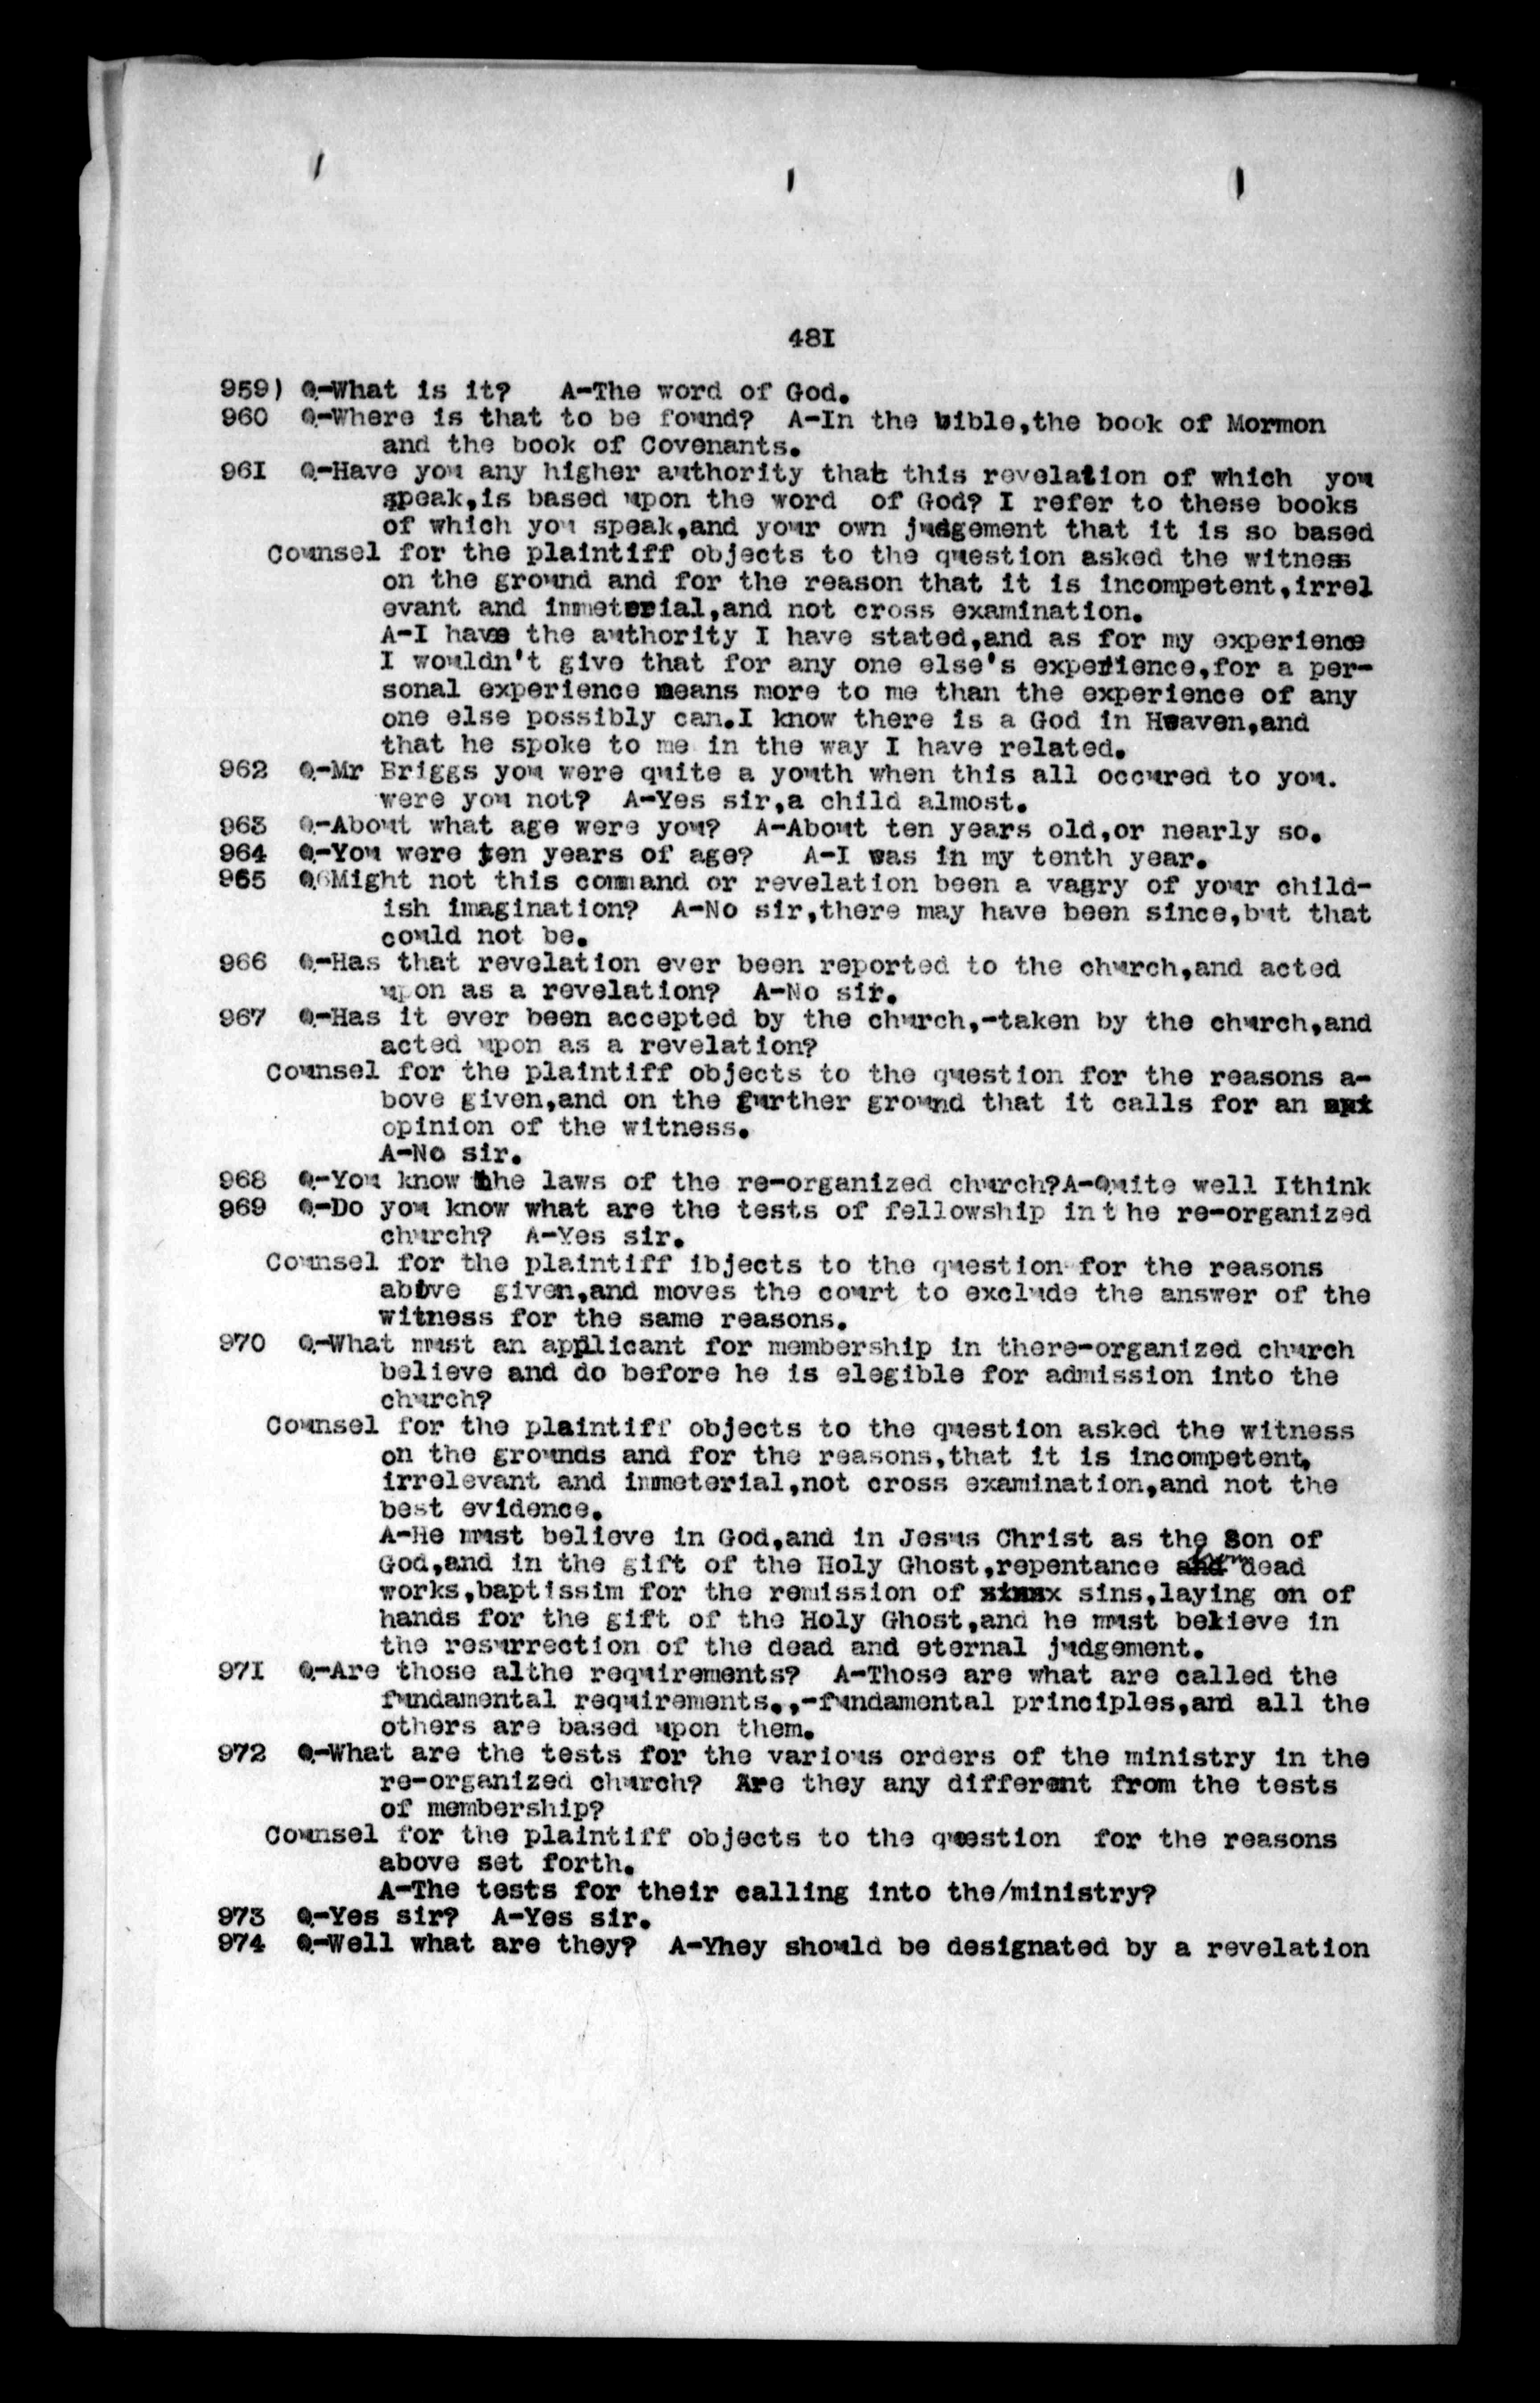 481
959) Q-What is it?   A-The word of God.
960  Q-Where is that to be found?  A-In the bible,the book of Mormon
and the book of Covenants.
961  Q-Have you any higher authority that this revelation of which  you
speak,is based upon the word  of God? I refer to these books
of which you speak,and your own judgement that it is so based
Counsel for the plaintiff objects to the question asked the witness
on the ground and for the reason that it is incompetent,irrel
evant and immeterial,and not cross examination.
A-I have the authority I have stated,and as for my experience
I wouldn't give that for any one else's experience,for a per-
sonal experience means more to me than the experience of any
one else possibly can.I know there is a God in Heaven,and
that he spoke to me in the way I have related.
962  Q-Mr Briggs you were quite a youth when this all occured to you.
were you not?  A-Yes sir,a child almost.
963  Q-About what age were you?  A-About ten years old,or nearly so.
964  Q-You were ten years of age?   A-I was in my tenth year.
965  Q6Might not this command or revelation been a vagry of your child-
ish imagination?  A-No sir,there may have been since,but that
could not be.
966  Q-Has that revelation ever been reported to the church,and acted
upon as a revelation?  A-No sir.
967  Q-Has it ever been accepted by the church,-taken by the church,and
acted upon as a revelation?
Counsel for the plaintiff objects to the question for the reasons a-
bove given,and on the further ground that it calls for an apx
opinion of the witness.
A-No sir.
968  Q-You know the laws of the re-organized church?A-Quite well Ithink
969  Q-Do you know what are the tests of fellowship in t he re-organized
church?  A-Yes sir.
Counsel for the plaintiff ibjects to the question for the reasons
above  given,and moves the court to exclude the answer of the
witness for the same reasons.
970  Q-What must an applicant for membership in there-organized church
believe and do before he is elegible for admission into the
church?
Counsel for the plaintiff objects to the question asked the witness
on the grounds and for the reasons,that it is incompetent,
irrelevant and immeterial,not cross examination,and not the
best evidence.
A-He must believe in God,and in Jesus Christ as the Son of
God,and in the gift of the Holy Ghost,repentance and from dead
works,baptissim for the remission of sinsx sins,laying on of
hands for the gift of the Holy Ghost,and he must believe in
the resurrection of the dead and eternal judgement.
971  Q-Are those althe requirements?  A-Those are what are called the
fundamental requirements.,-fundamental principles,and all the
others are based upon them.
972  Q-What are the tests for the various orders of the ministry in the
re-organized church?  Are they any different from the tests
of membership?
Counsel for the plaintiff objects to the question  for the reasons
above set forth.
A-The tests for their calling into the/ministry?
973  Q-Yes sir?  A-Yes sir.
974  Q-Well what are they?  A-Yhey should be designated by a revelation